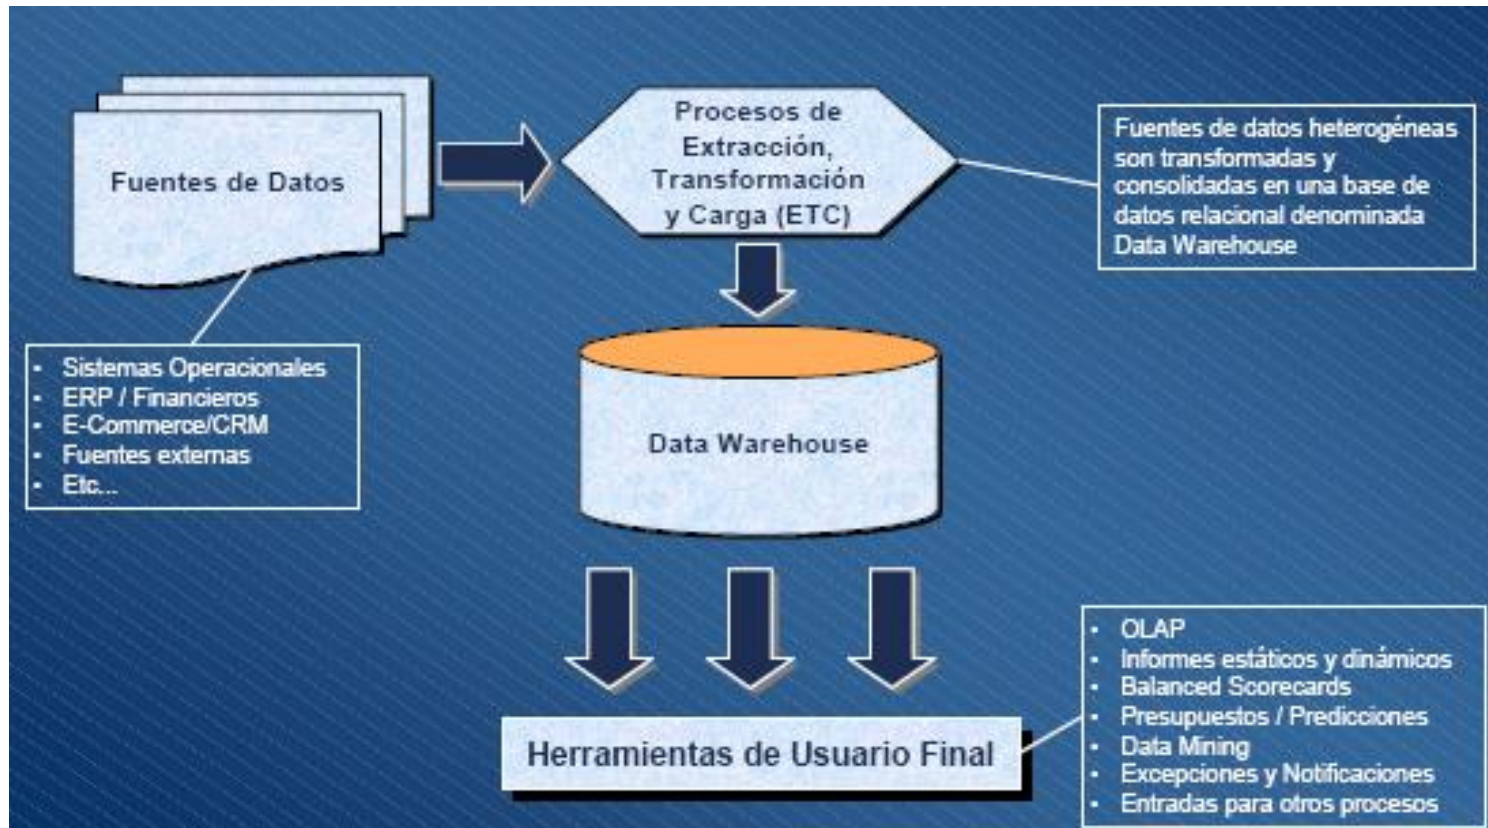 Fuentes de Datos
Procesos de
Extracción,
Transformación
y Carga (ETC)
Fuentes de datos heterogéneas
son transformadas y
consolidadas en una base de
datos relacional denominada
Data Warehouse
• Sistemas Operacionales
• ERP / Financieros
• E-Commerce/CRM
• Fuentes externas
• Etc...
Data Warehouse
• OLAP
• Informes estáticos y dinámicos
• Balanced Scorecards
• Presupuestos / Predicciones
• Data Mining
• Excepciones y Notificaciones
• Entradas para otros procesos
Herramientas de Usuario Final